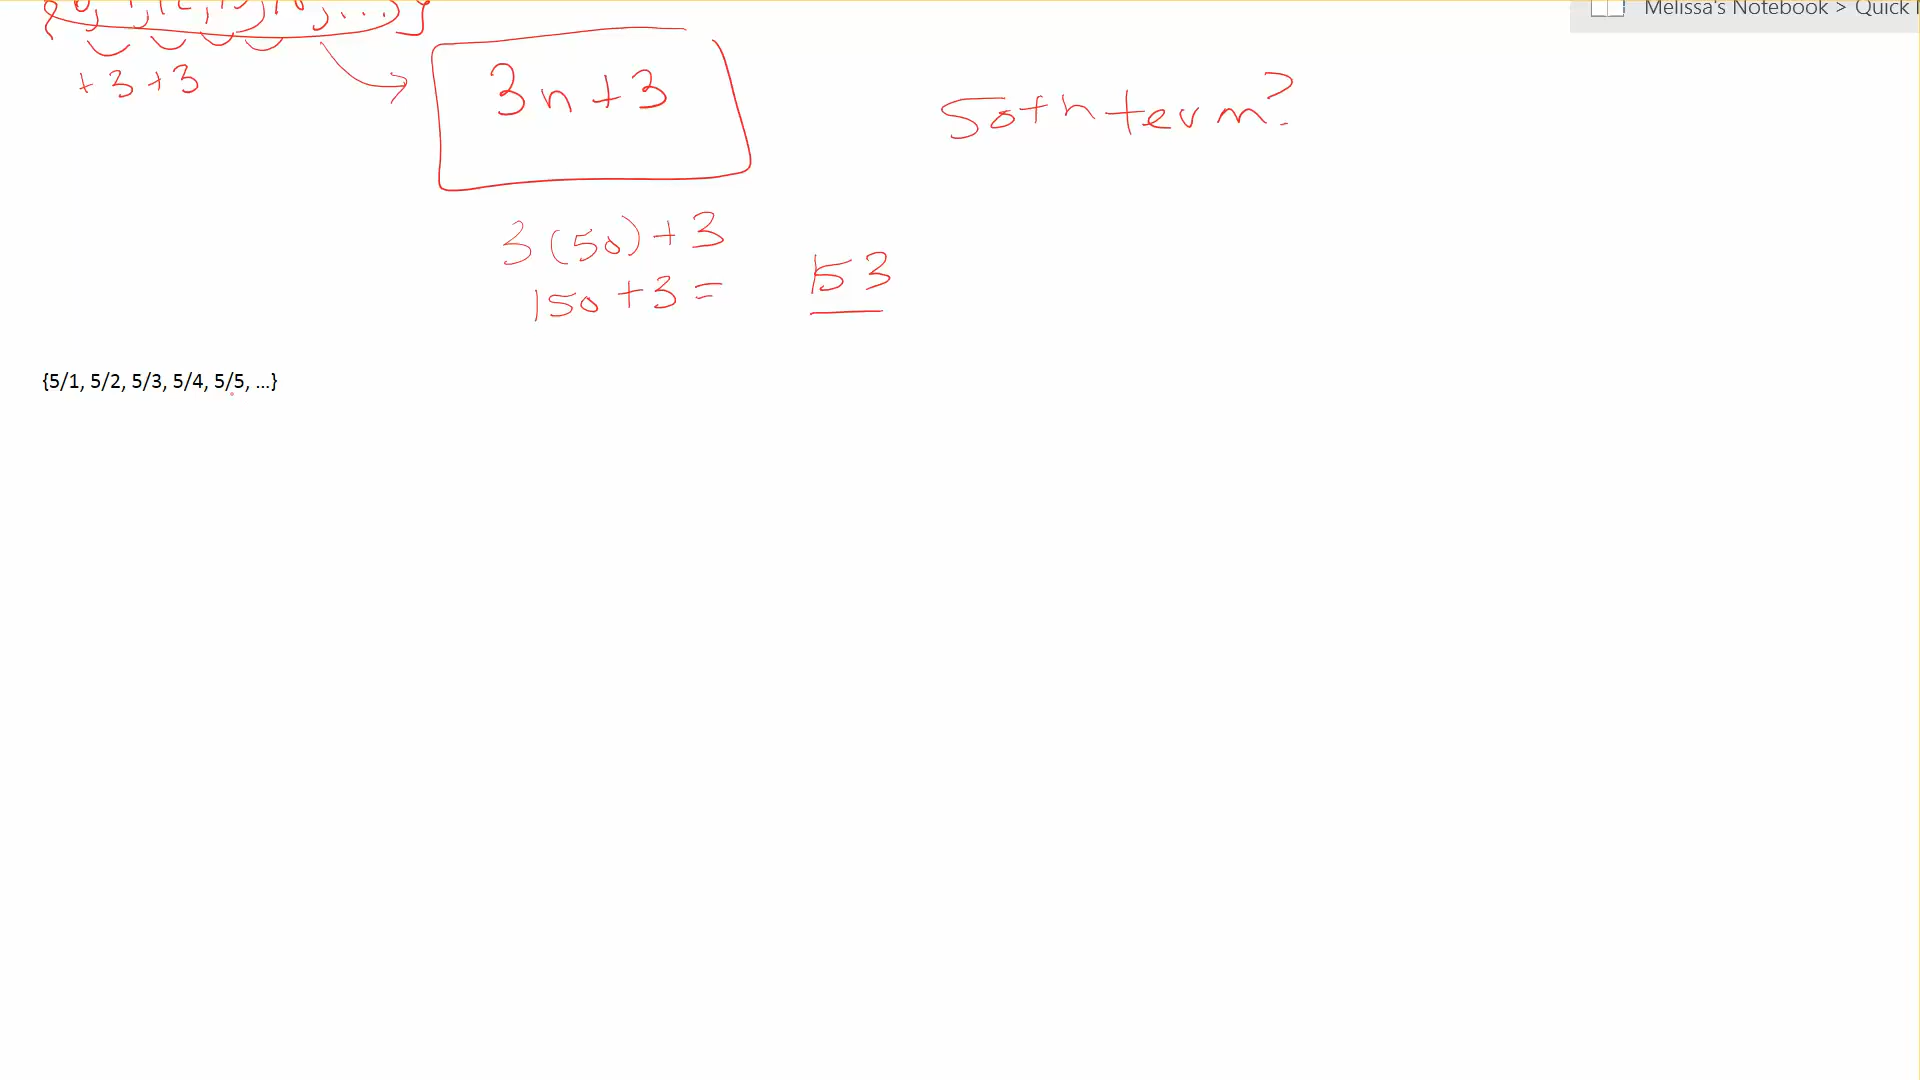 Melissa's Notebook > Quick
+3 +3
3n+3
50th term?
3(50)+3
150+3= 153
{5/1, 5/2, 5/3, 5/4, 5/5, ...}